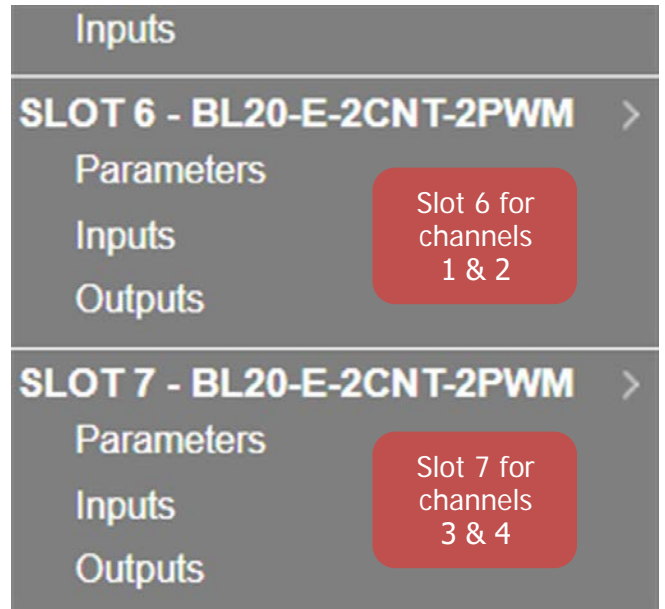 Inputs
SLOT 6 - BL20-E-2CNT-2PWM >
Parameters
Inputs
Outputs
Slot 6 for
channels
1 & 2
SLOT 7 - BL20-E-2CNT-2PWM >
Parameters
Inputs
Outputs
Slot 7 for
channels
3 & 4